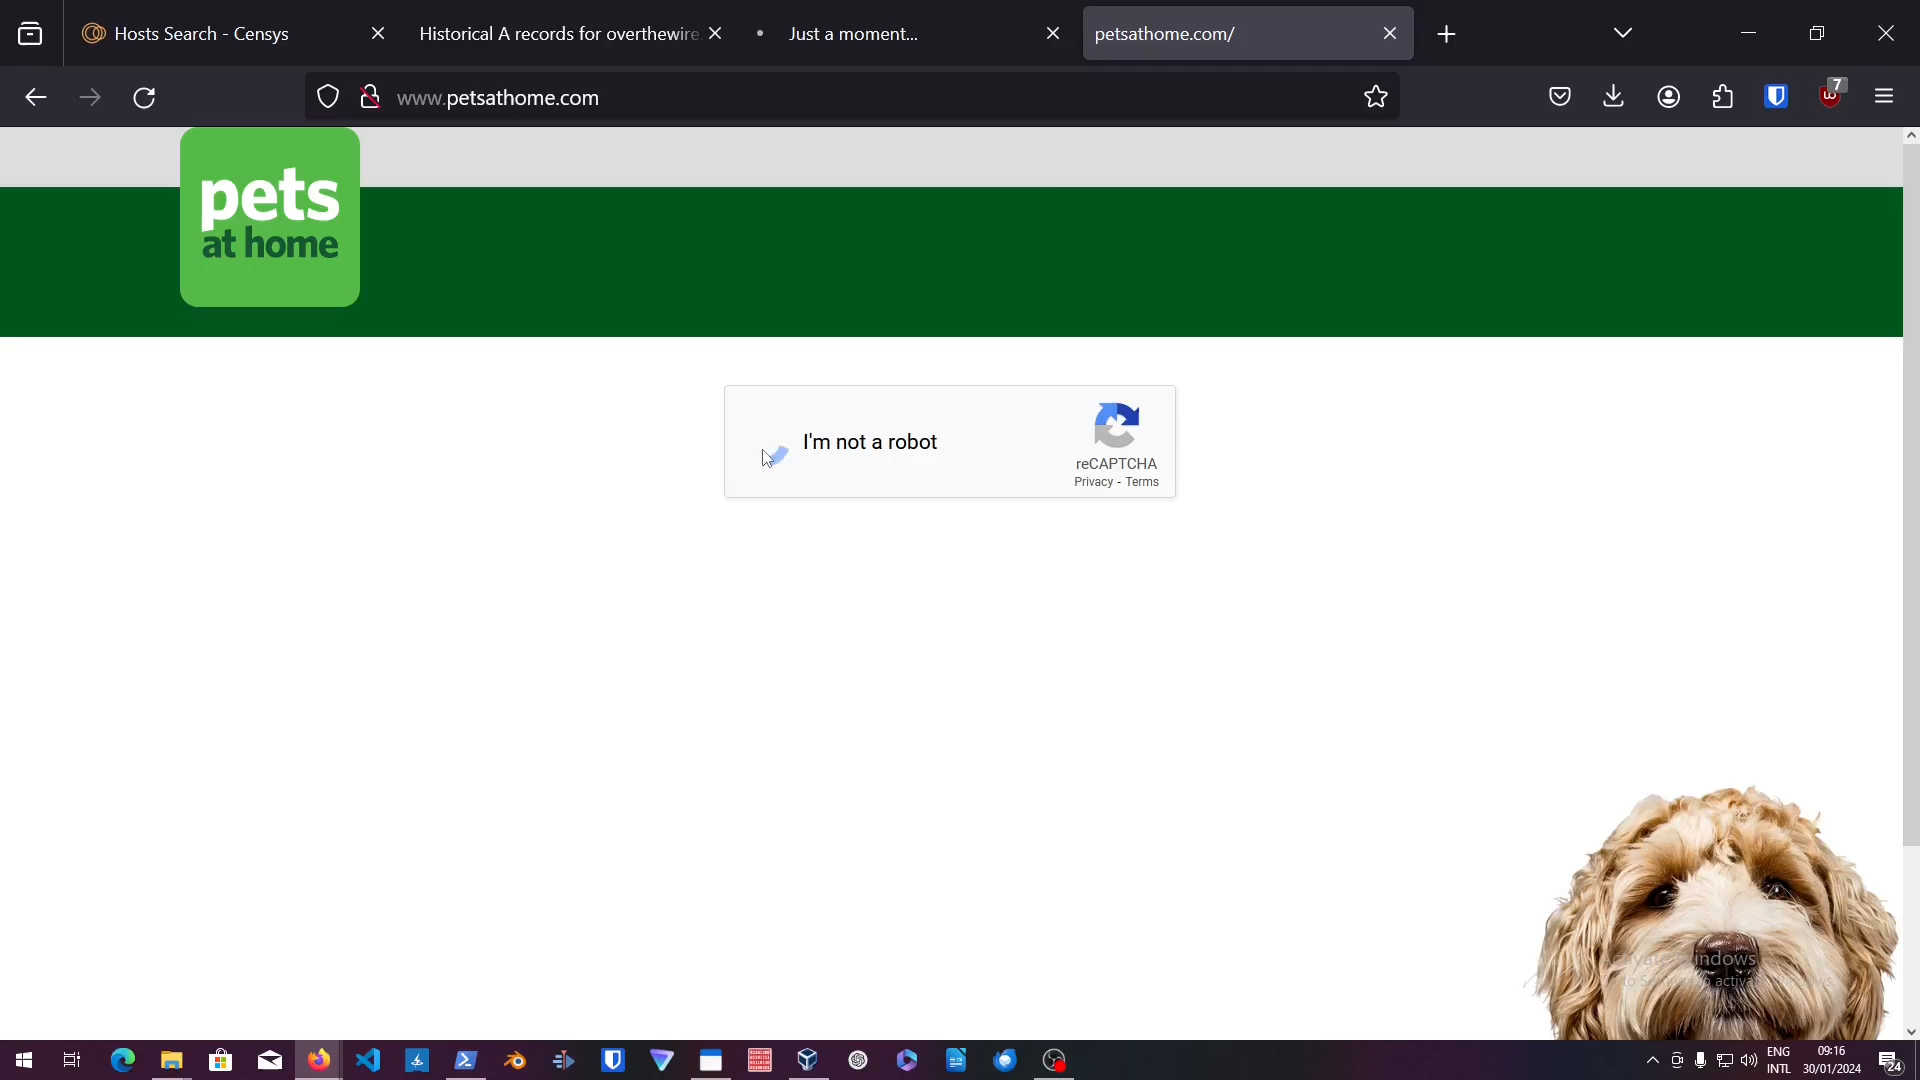 Hosts Search - Censys
Historical A records for overthewire
Just a moment...
petsathome.com/
www.petsathome.com
7
pets
at home
I'm not a robot
reCAPTCHA
Privacy - Terms
ENG
INTL
09:16
30/01/2024
24